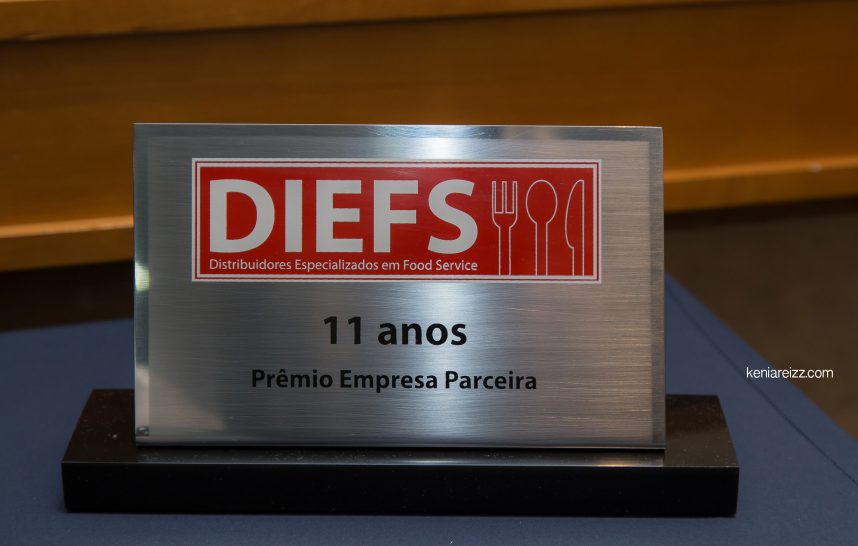 DIEFS
Distribuidores Especializados em Food Service
11 anos
Prêmio Empresa Parceira
keniareizz.com